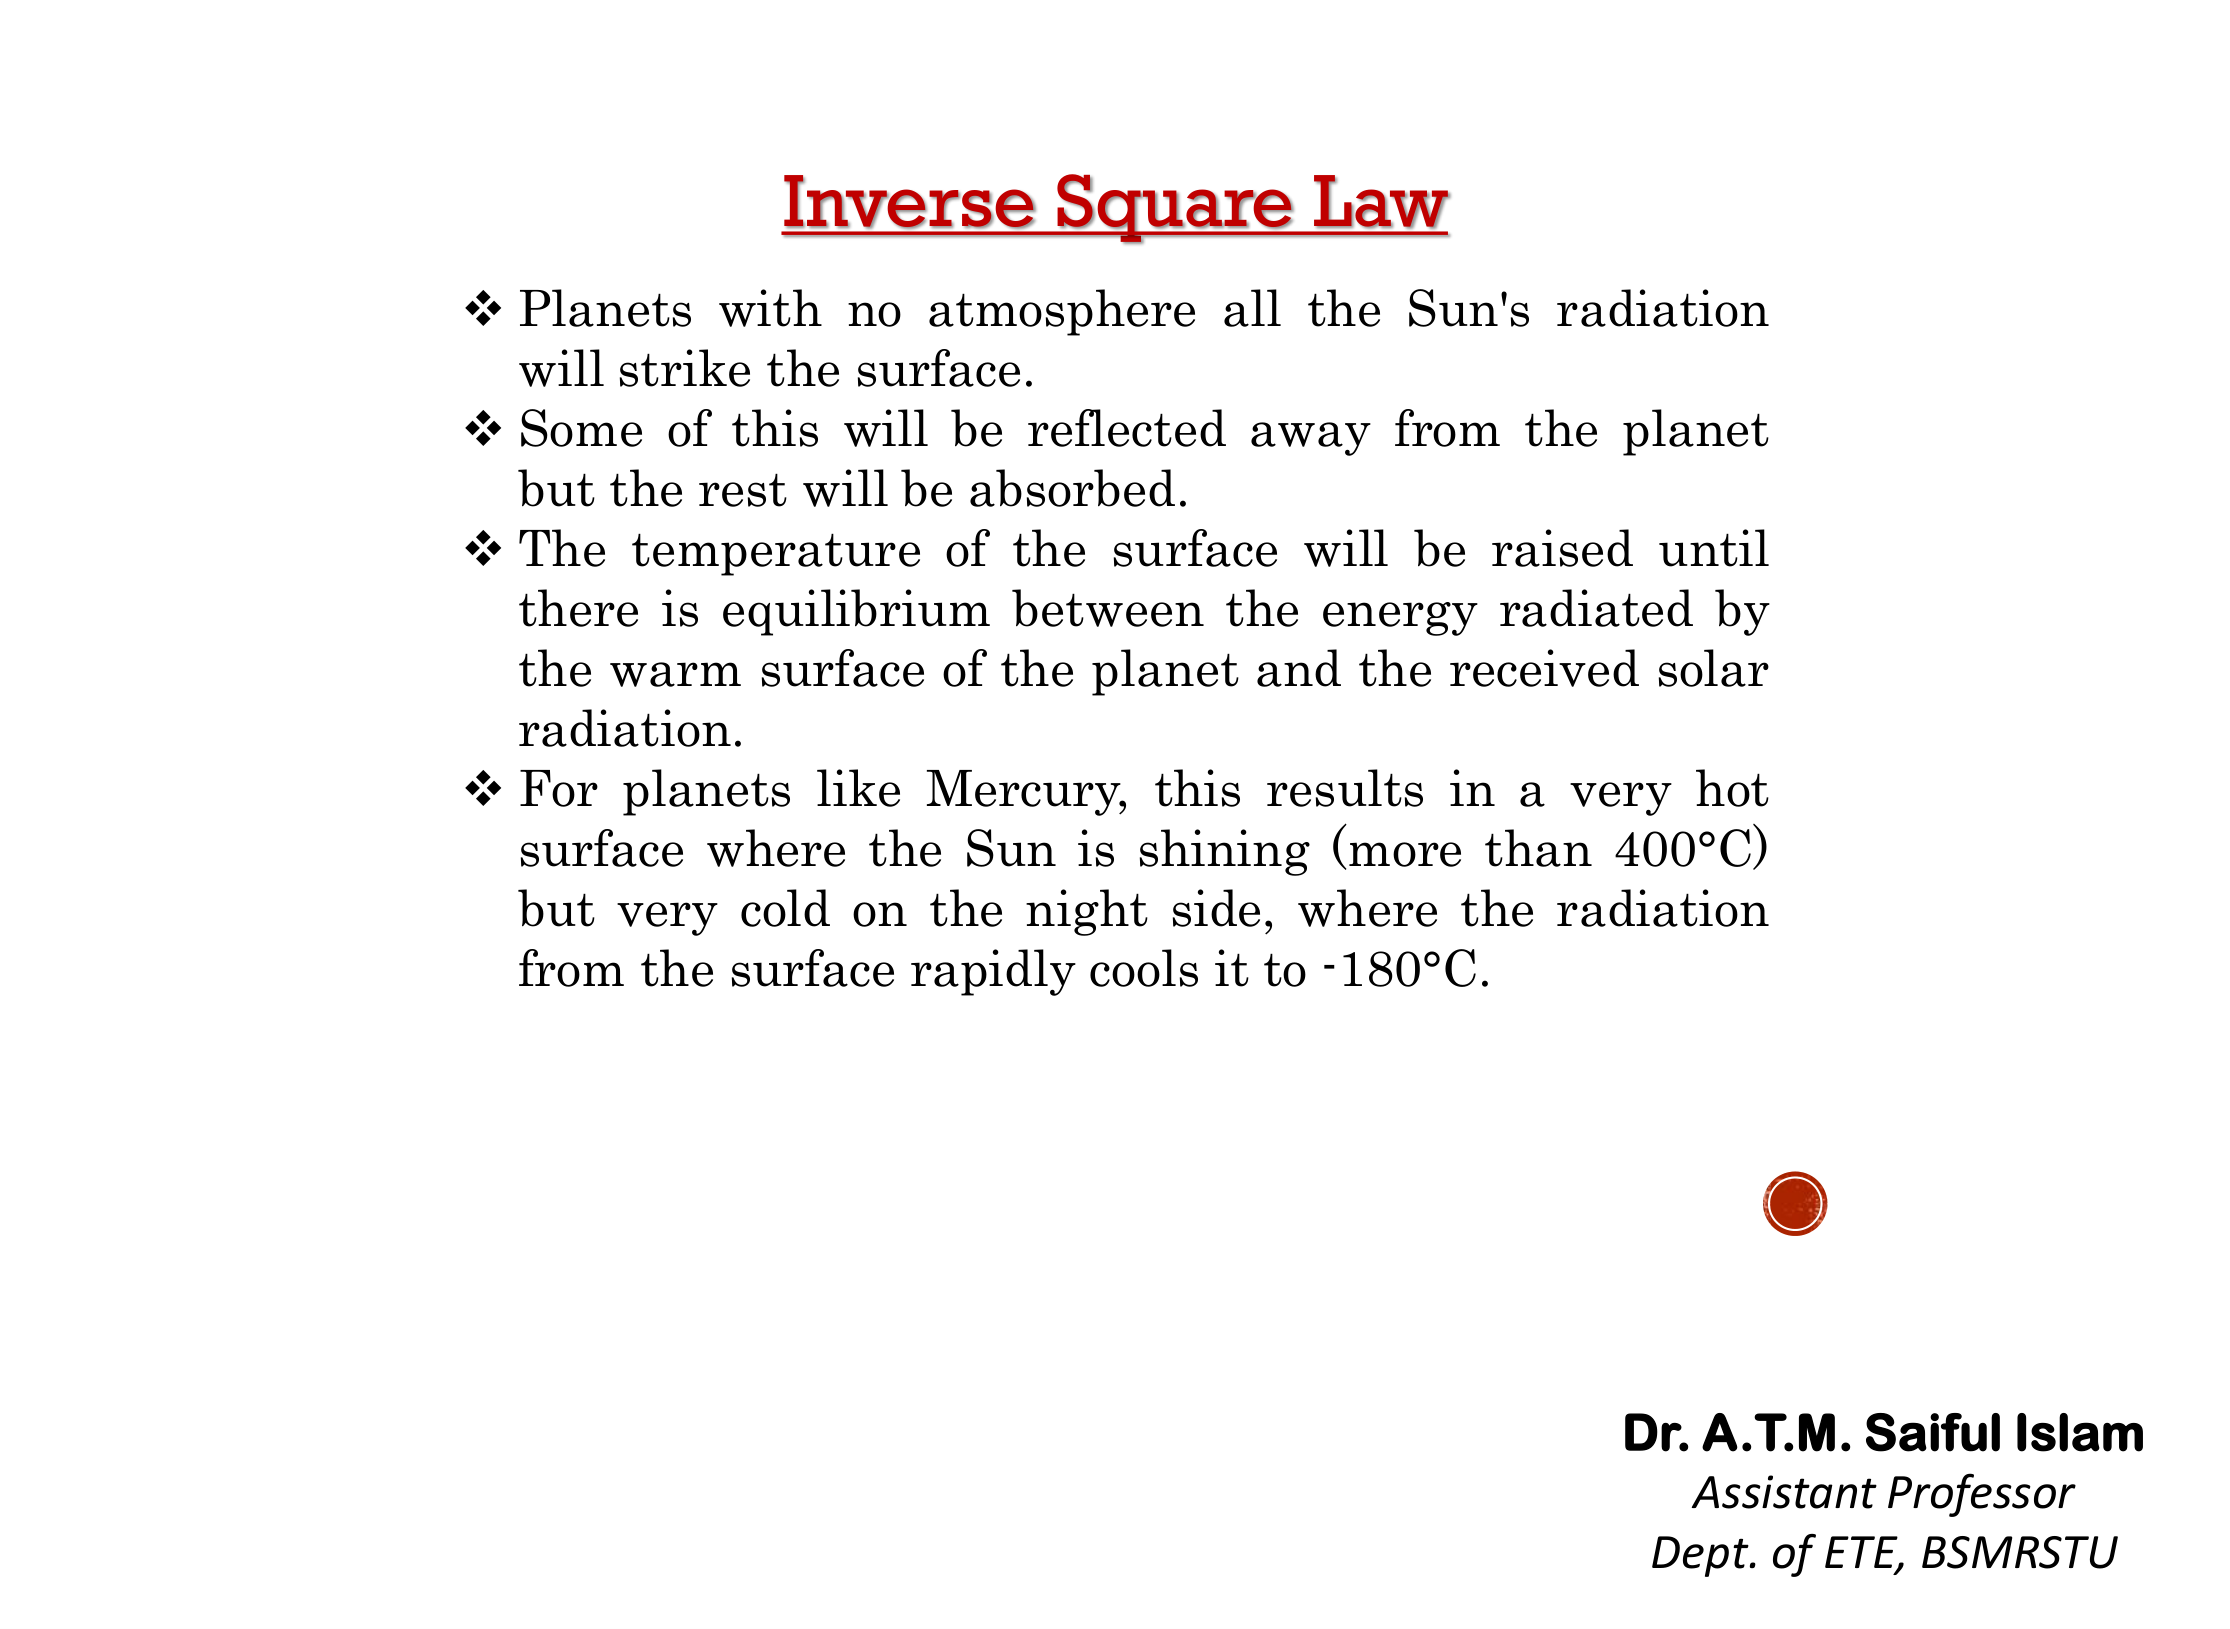 Inverse Square Law
❖ Planets with no atmosphere all the Sun's radiation
will strike the surface.
❖ Some of this will be reflected away from the planet
but the rest will be absorbed.
❖ The temperature of the surface will be raised until
there is equilibrium between the energy radiated by
the warm surface of the planet and the received solar
radiation.
❖ For planets like Mercury, this results in a very hot
surface where the Sun is shining (more than 400°C)
but very cold on the night side, where the radiation
from the surface rapidly cools it to -180°C.
Dr. A.T.M. Saiful Islam
Assistant Professor
Dept. of ETE, BSMRSTU